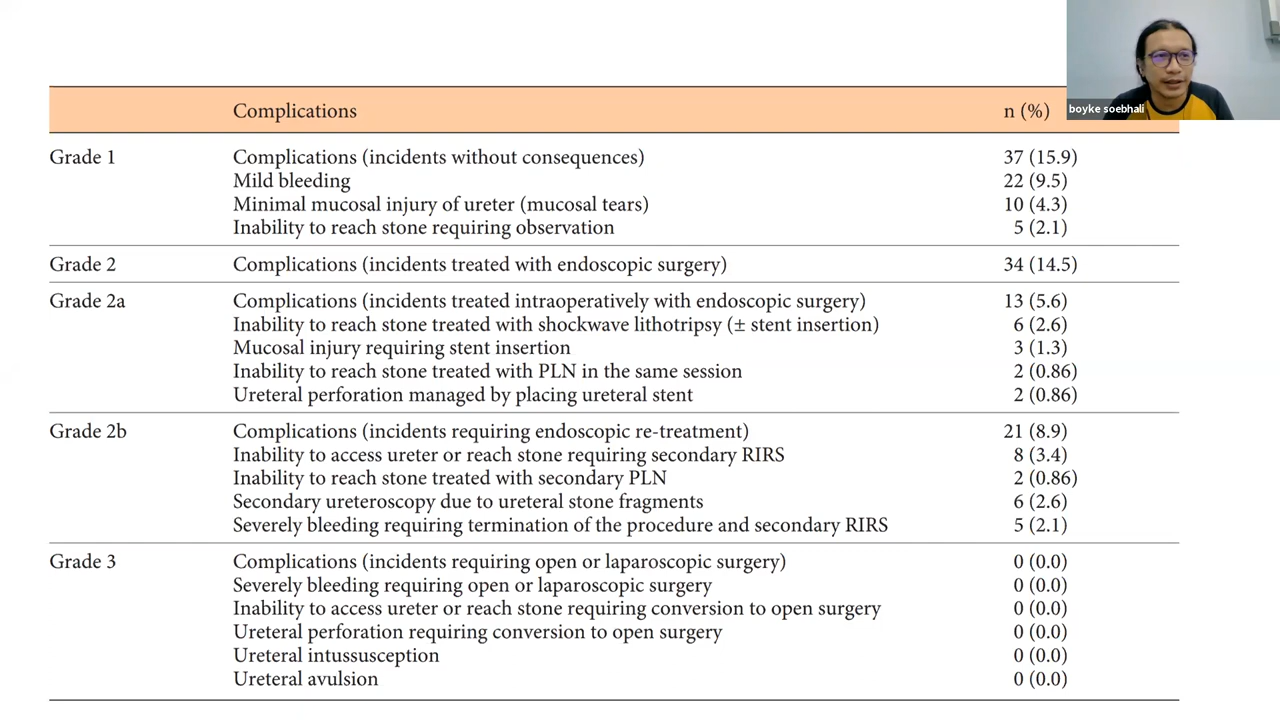 Complications n (%)
boyke soebhali
Grade 1 Complications (incidents without consequences) 37 (15.9)
Mild bleeding 22 (9.5)
Minimal mucosal injury of ureter (mucosal tears) 10 (4.3)
Inability to reach stone requiring observation 5 (2.1)
Grade 2 Complications (incidents treated with endoscopic surgery) 34 (14.5)
Grade 2a Complications (incidents treated intraoperatively with endoscopic surgery) 13 (5.6)
Inability to reach stone treated with shockwave lithotripsy (± stent insertion) 6 (2.6)
Mucosal injury requiring stent insertion 3 (1.3)
Inability to reach stone treated with PLN in the same session 2 (0.86)
Ureteral perforation managed by placing ureteral stent 2 (0.86)
Grade 2b Complications (incidents requiring endoscopic re-treatment) 21 (8.9)
Inability to access ureter or reach stone requiring secondary RIRS 8 (3.4)
Inability to reach stone treated with secondary PLN 2 (0.86)
Secondary ureteroscopy due to ureteral stone fragments 6 (2.6)
Severely bleeding requiring termination of the procedure and secondary RIRS 5 (2.1)
Grade 3 Complications (incidents requiring open or laparoscopic surgery) 0 (0.0)
Severely bleeding requiring open or laparoscopic surgery 0 (0.0)
Inability to access ureter or reach stone requiring conversion to open surgery 0 (0.0)
Ureteral perforation requiring conversion to open surgery 0 (0.0)
Ureteral intussusception 0 (0.0)
Ureteral avulsion 0 (0.0)